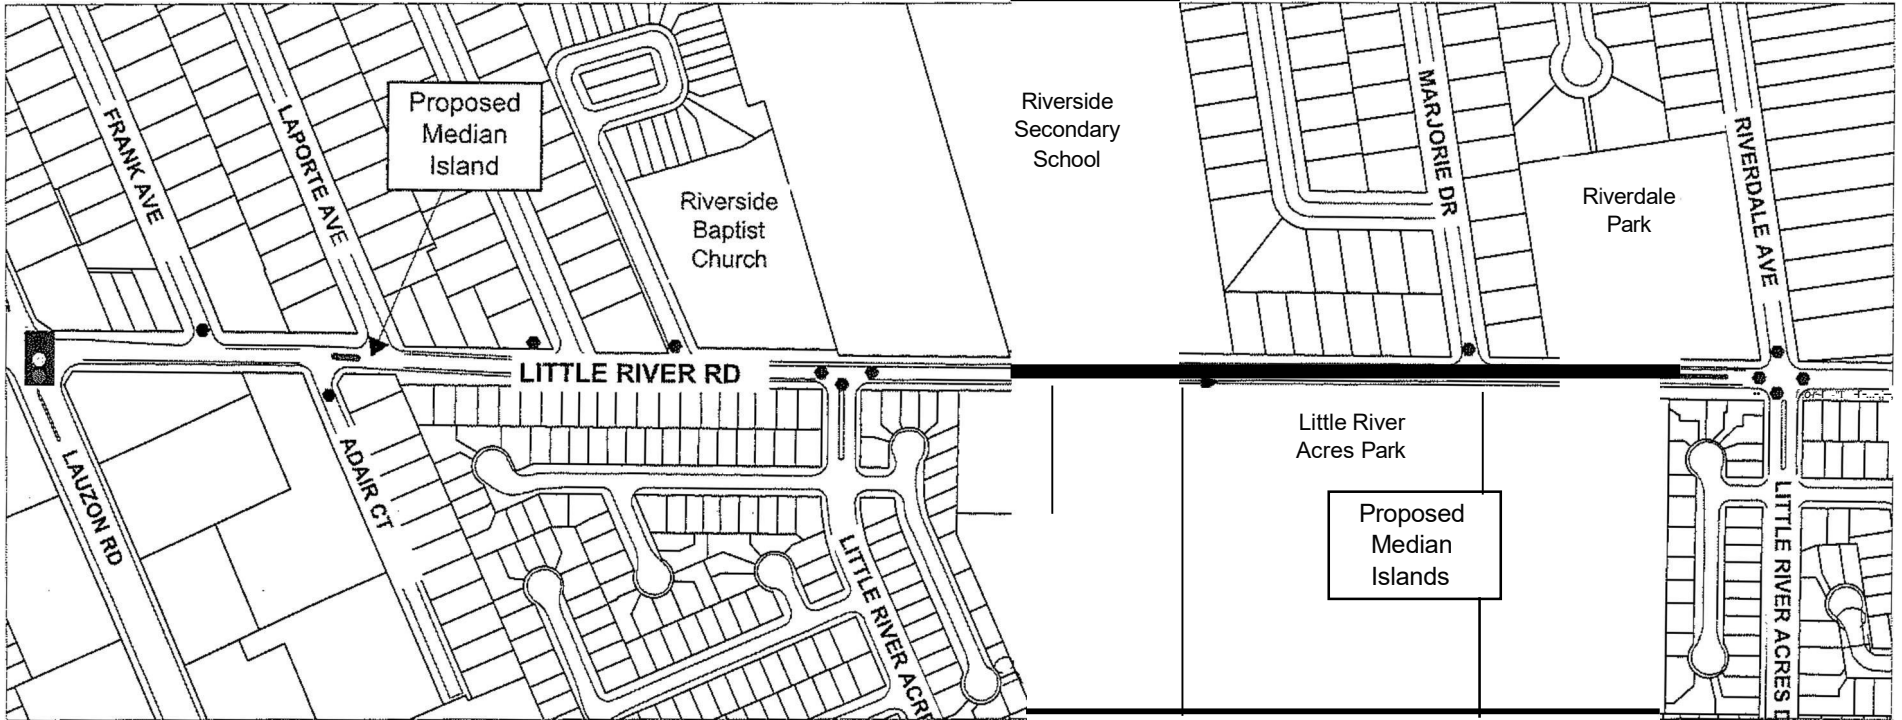 FRANK AVE
LAPORTE AVE
Proposed
Median
Island
Riverside
Baptist
Church
Riverside
Secondary
School
MARJORIE DR
Riverdale
Park
RIVERDALE AVE
LITTLE RIVER RD
LAUZON RD
ADAIR CT
LITTLE RIVER ACRE
Little River
Acres Park
Proposed
Median
Islands
LITTLE RIVER ACRES D